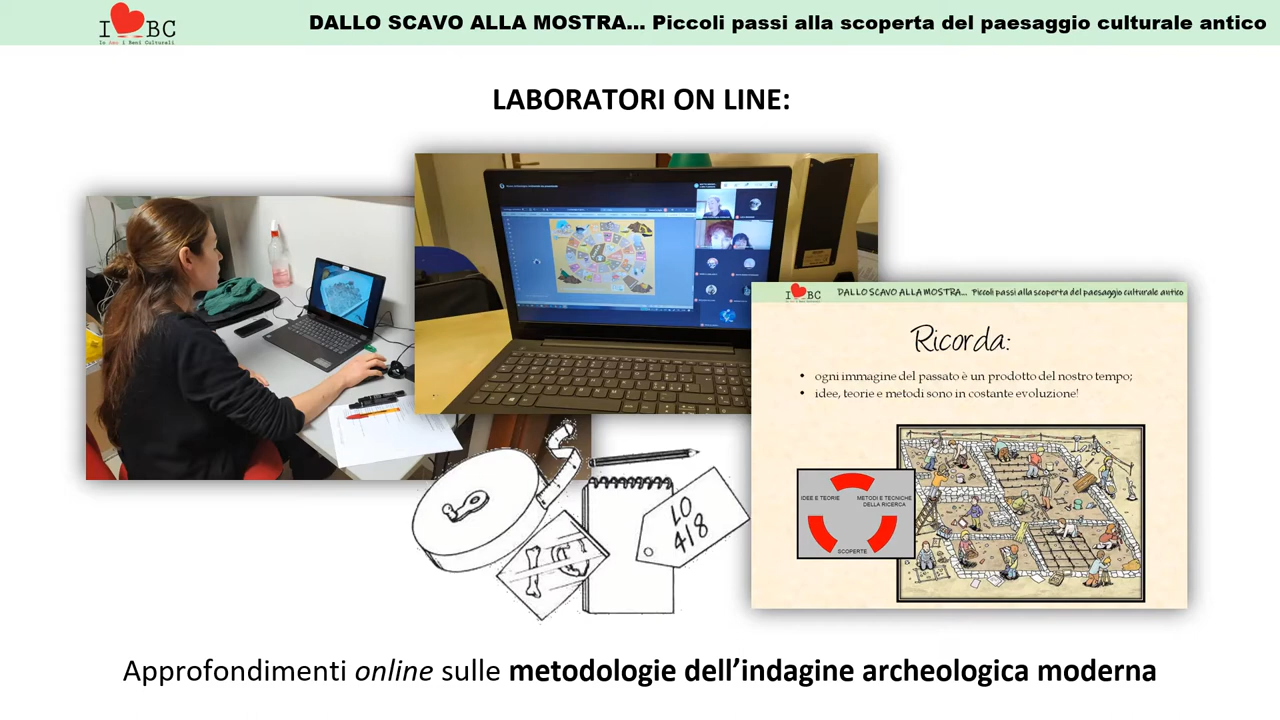 I BC
Io Amo i Beni Culturali
DALLO SCAVO ALLA MOSTRA... Piccoli passi alla scoperta del paesaggio culturale antico
LABORATORI ON LINE:
I BC
DALLO SCAVO ALLA MOSTRA... Piccoli passi alla scoperta del paesaggio culturale antico
Ricorda:
• ogni immagine del passato è un prodotto del nostro tempo;
• idee, teorie e metodi sono in costante evoluzione!
IDEE E TEORIE
METODI E TECNICHE
DELLA RICERCA
SCOPERTE
LO
418
Approfondimenti online sulle metodologie dell'indagine archeologica moderna